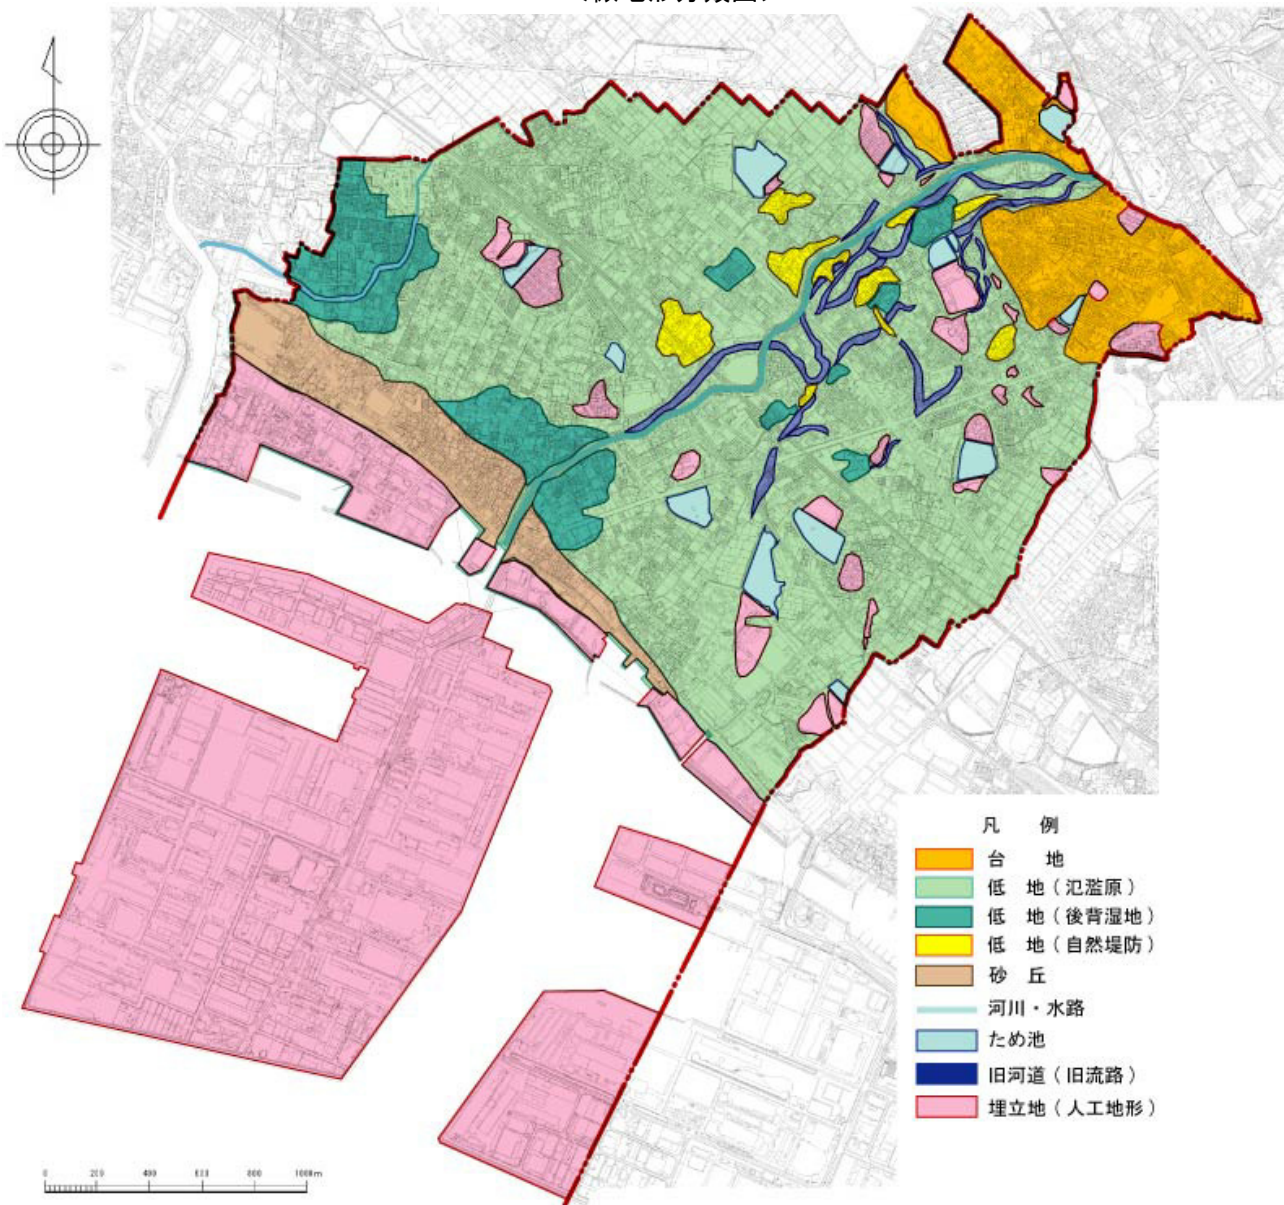 凡 例
台 地
低 地（氾濫原）
低 地（後背湿地）
低 地（自然堤防）
砂 丘
河川・水路
ため池
旧河道（旧流路）
埋立地（人工地形）
0 200 400 600 800 1000m